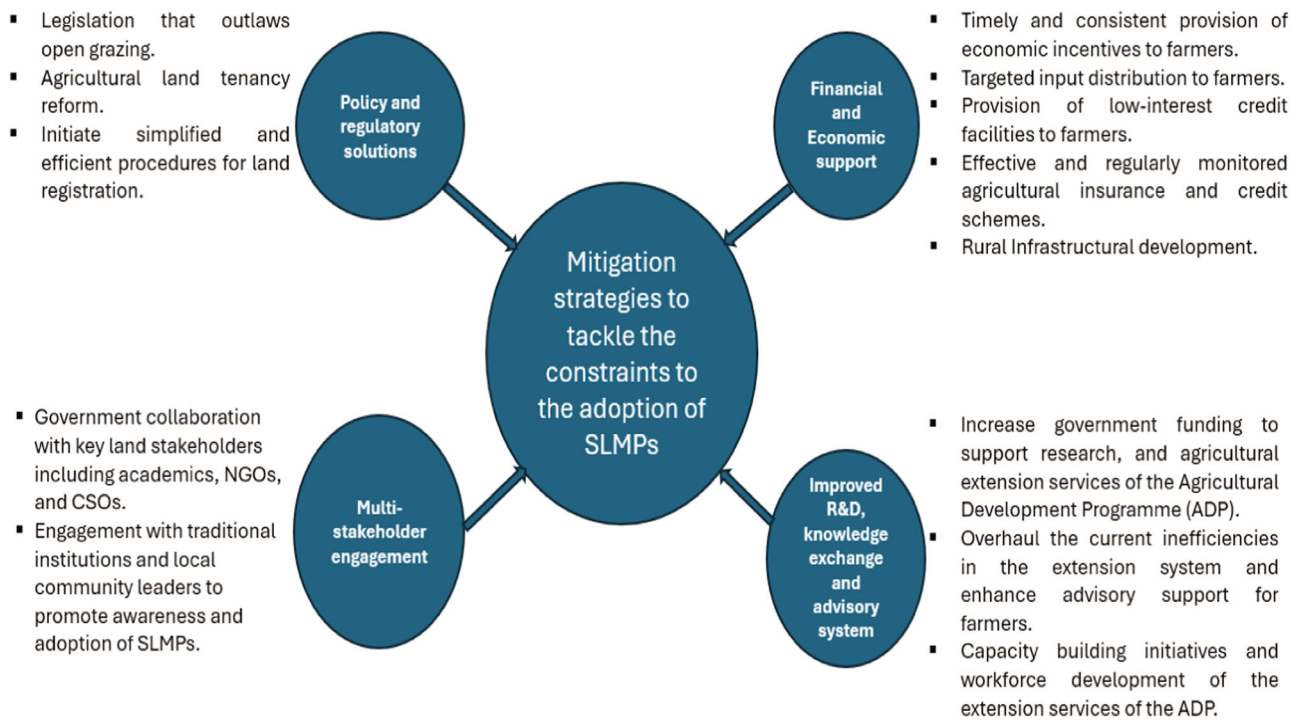 ▪ Legislation that outlaws
open grazing.
▪ Agricultural land tenancy
reform.
▪ Initiate simplified and
efficient procedures for land
registration.
Policy and
regulatory
solutions
Financial
and
Economic
support
▪ Timely and consistent provision of
economic incentives to farmers.
▪ Targeted input distribution to farmers.
▪ Provision of low-interest credit
facilities to farmers.
▪ Effective and regularly monitored
agricultural insurance and credit
schemes.
▪ Rural Infrastructural development.
Mitigation
strategies to
tackle the
constraints to
the adoption of
SLMPs
▪ Government collaboration
with key land stakeholders
including academics, NGOs,
and CSOs.
▪ Engagement with traditional
institutions and local
community leaders to
promote awareness and
adoption of SLMPs.
Multi-
stakeholder
engagement
Improved
R&D,
knowledge
exchange
and
advisory
system
▪ Increase government funding to
support research, and agricultural
extension services of the Agricultural
Development Programme (ADP).
▪ Overhaul the current inefficiencies
in the extension system and
enhance advisory support for
farmers.
▪ Capacity building initiatives and
workforce development of the
extension services of the ADP.